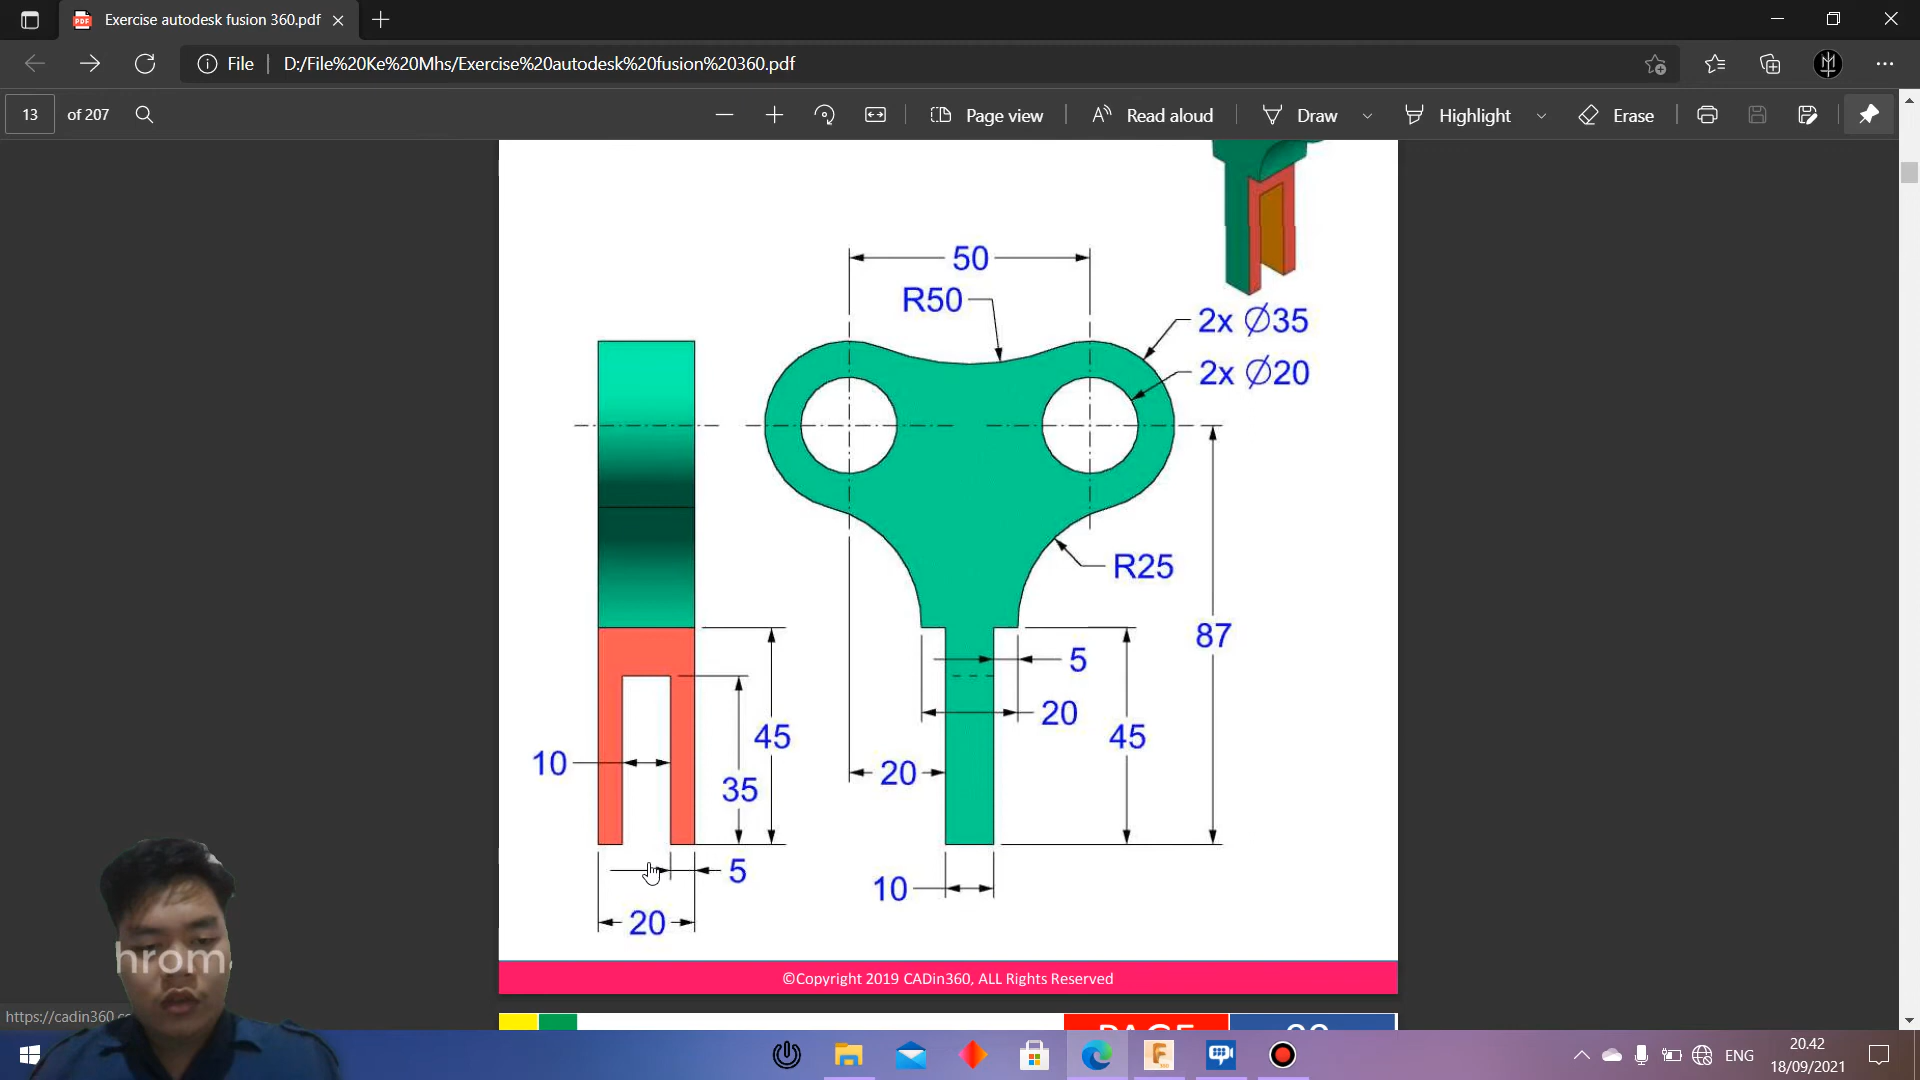 Exercise autodesk fusion 360.pdf
File
D:/File%20Ke%20Mhs/Exercise%20autodesk%20fusion%20360.pdf
13 of 207
Page view
Read aloud
Draw
Highlight
Erase
50
R50
2x ∅35
2x ∅20
R25
87
5
20
45
45
10
20
35
5
10
20
hrom
©Copyright 2019 CADin360, ALL Rights Reserved
https://cadin360.c
PAGE
ENG
20.42
18/09/2021